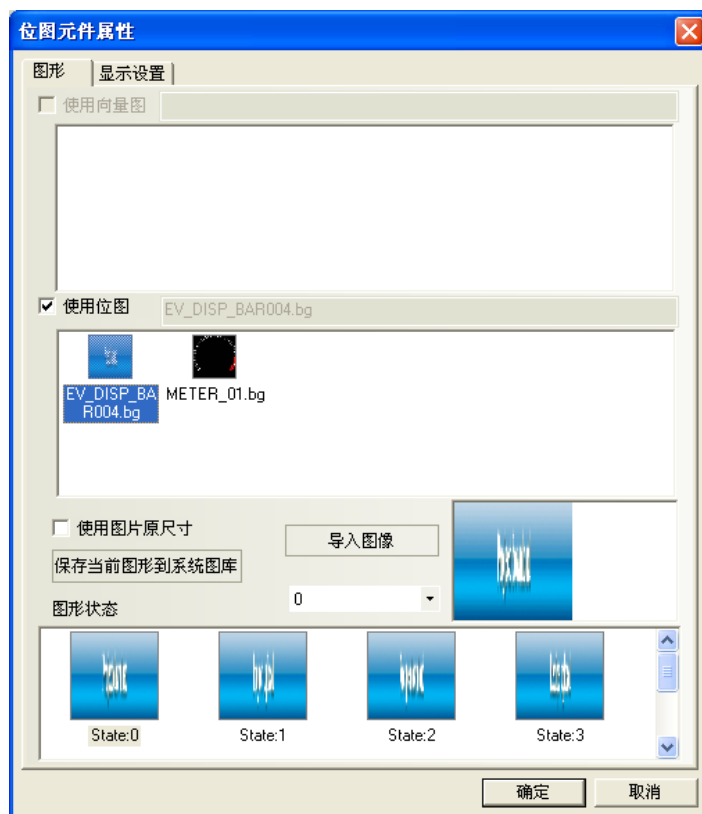 位图元件属性
图形 显示设置
使用向量图
使用位图 EV_DISP_BAR004.bg
EV_DISP_BA METER_01.bg
R004.bg
使用图片原尺寸
导入图像
保存当前图形到系统图库
图形状态 0
State:0 State:1 State:2 State:3
确定 取消